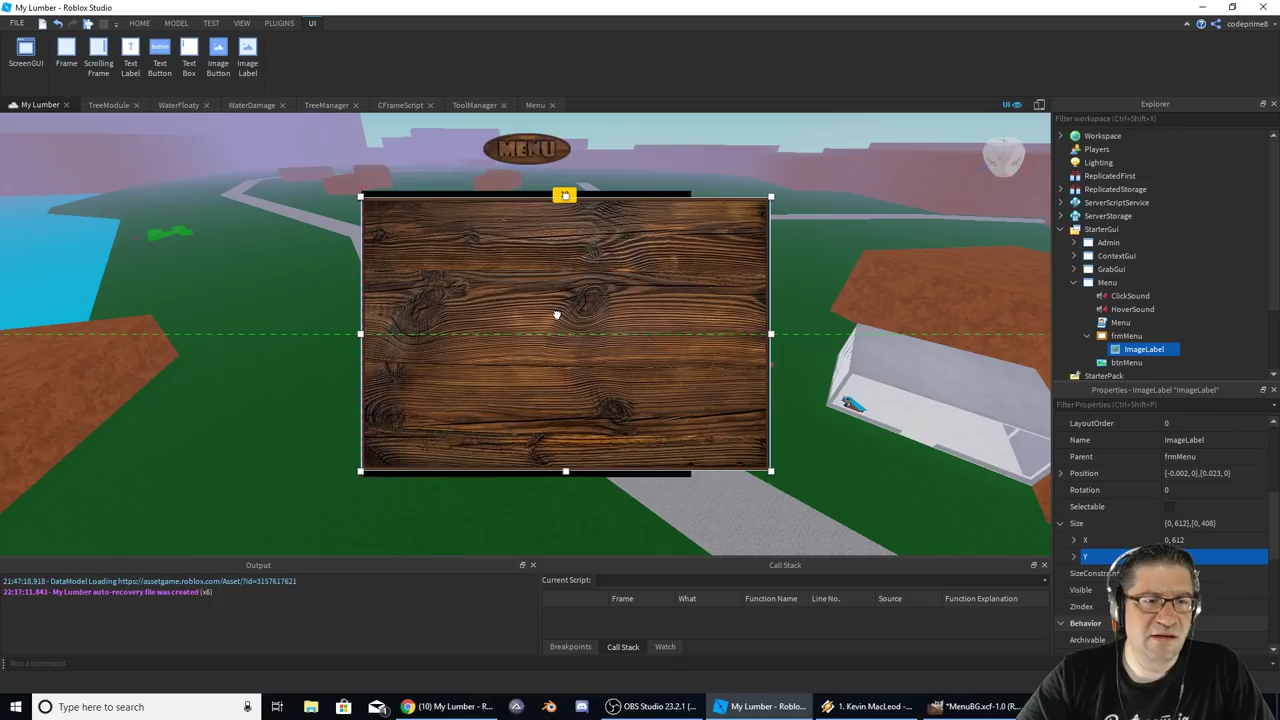 My Lumber - Roblox Studio
FILE HOME MODEL TEST VIEW PLUGINS UI
codeprime8
ScreenGUI Frame Scrolling Frame Text Label Text Button Text Box Image Button Image Label
My Lumber TreeModule WaterFloaty WaterDamage TreeManager CFrameScript ToolManager Menu
UI
MENU
Explorer
Filter workspace (Ctrl+Shift+X)
Workspace
Players
Lighting
ReplicatedFirst
ReplicatedStorage
ServerScriptService
ServerStorage
StarterGui
Admin
ContextGui
GrabGui
Menu
ClickSound
HoverSound
Menu
frmMenu
ImageLabel
btnMenu
StarterPack
Properties - ImageLabel "ImageLabel"
Filter Properties (Ctrl+Shift+P)
LayoutOrder 0
Name ImageLabel
Parent frmMenu
Position {-0.002, 0},{0.023, 0}
Rotation 0
Selectable
Size {0, 612},{0, 408}
X 0, 612
Y
SizeConstra
Visible
ZIndex
Behavior
Archivable
Output
21:47:18.918 - DataModel Loading https://assetgame.roblox.com/Asset/?id=3157617621
22:17:11.843 - My Lumber auto-recovery file was created (x6)
Call Stack
Current Script:
Frame What Function Name Line No. Source Function Explanation
Breakpoints Call Stack Watch
Run a command
Type here to search
(10) My Lumber - R...
OBS Studio 23.2.1 (...
My Lumber - Roblo...
1. Kevin MacLeod - ...
*MenuBG.xcf-1.0 (R...